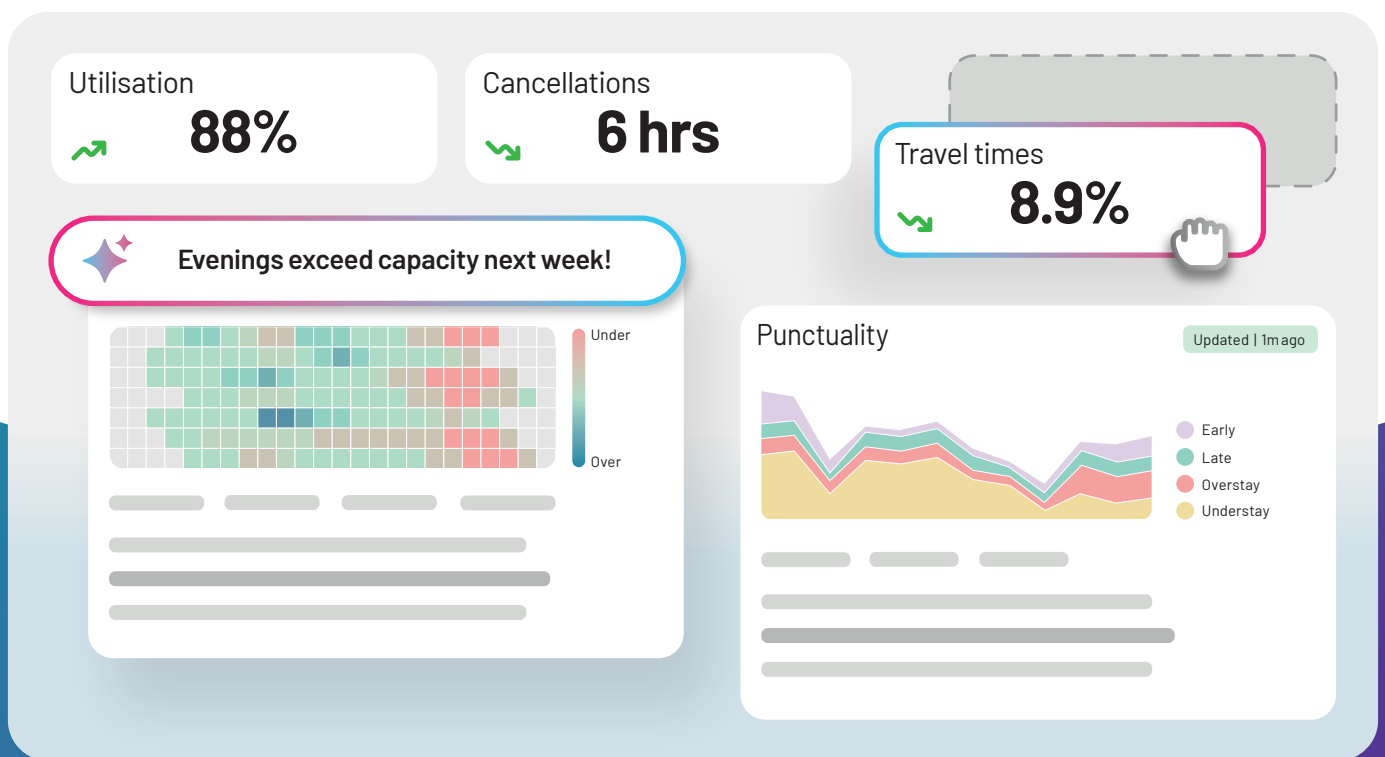 Utilisation
88%
Cancellations
6 hrs
Travel times
8.9%
Evenings exceed capacity next week!
Under
Over
Punctuality
Updated | 1m ago
Early
Late
Overstay
Understay